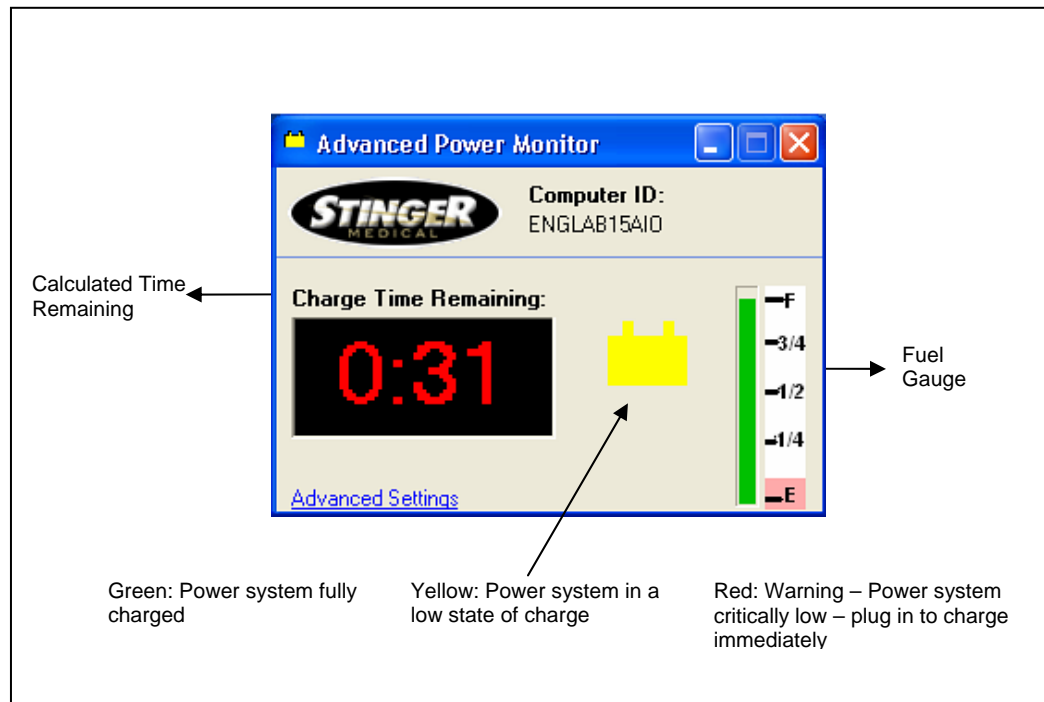 Advanced Power Monitor
STINGER
MEDICAL
Computer ID:
ENGLAB15AIO
Calculated Time
Remaining
Charge Time Remaining:
0:31
F
3/4
1/2
1/4
E
Fuel
Gauge
Advanced Settings
Green: Power system fully
charged
Yellow: Power system in a
low state of charge
Red: Warning – Power system
critically low – plug in to charge
immediately